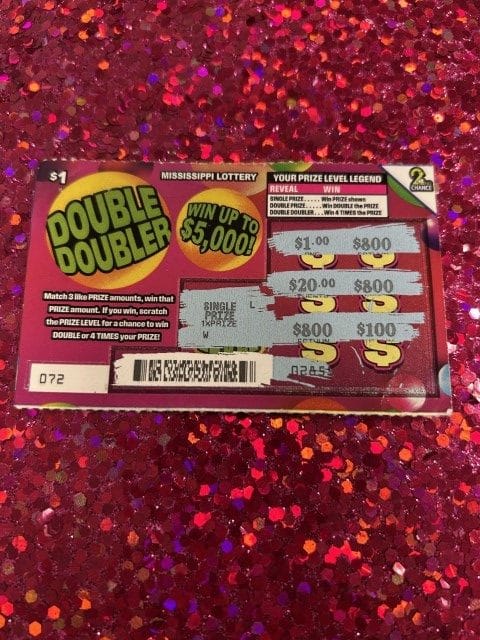 $1
MISSISSIPPI LOTTERY
DOUBLE
DOUBLER
WIN UP TO
$5,000!
YOUR PRIZE LEVEL LEGEND
REVEAL WIN
SINGLE PRIZE..... Win PRIZE shown
DOUBLE PRIZE..... Win DOUBLE the PRIZE
DOUBLE DOUBLER... Win 4 TIMES the PRIZE
2
CHANCE
Match 3 like PRIZE amounts, win that
PRIZE amount. If you win, scratch
the PRIZE LEVEL for a chance to win
DOUBLE or 4 TIMES your PRIZE!
$1.00 $800
$20.00 $800
$800 $100
SINGLE L
PRIZE
1XPRIZE
W
072